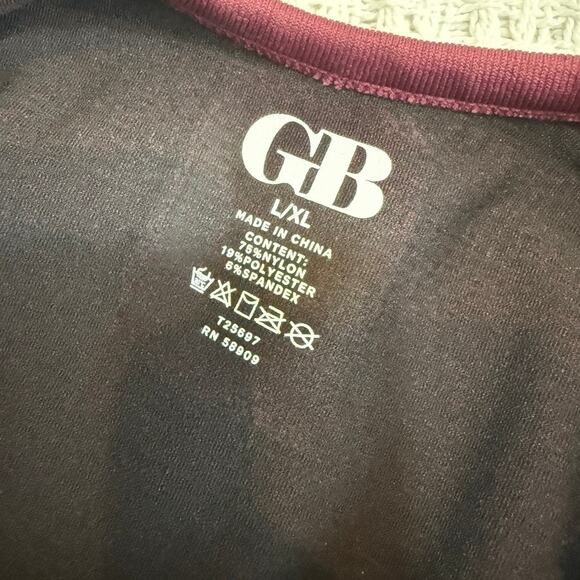 GB
L/XL
MADE IN CHINA
CONTENT:
75%NYLON
19%POLYESTER
6%SPANDEX
T25697
RN 58909